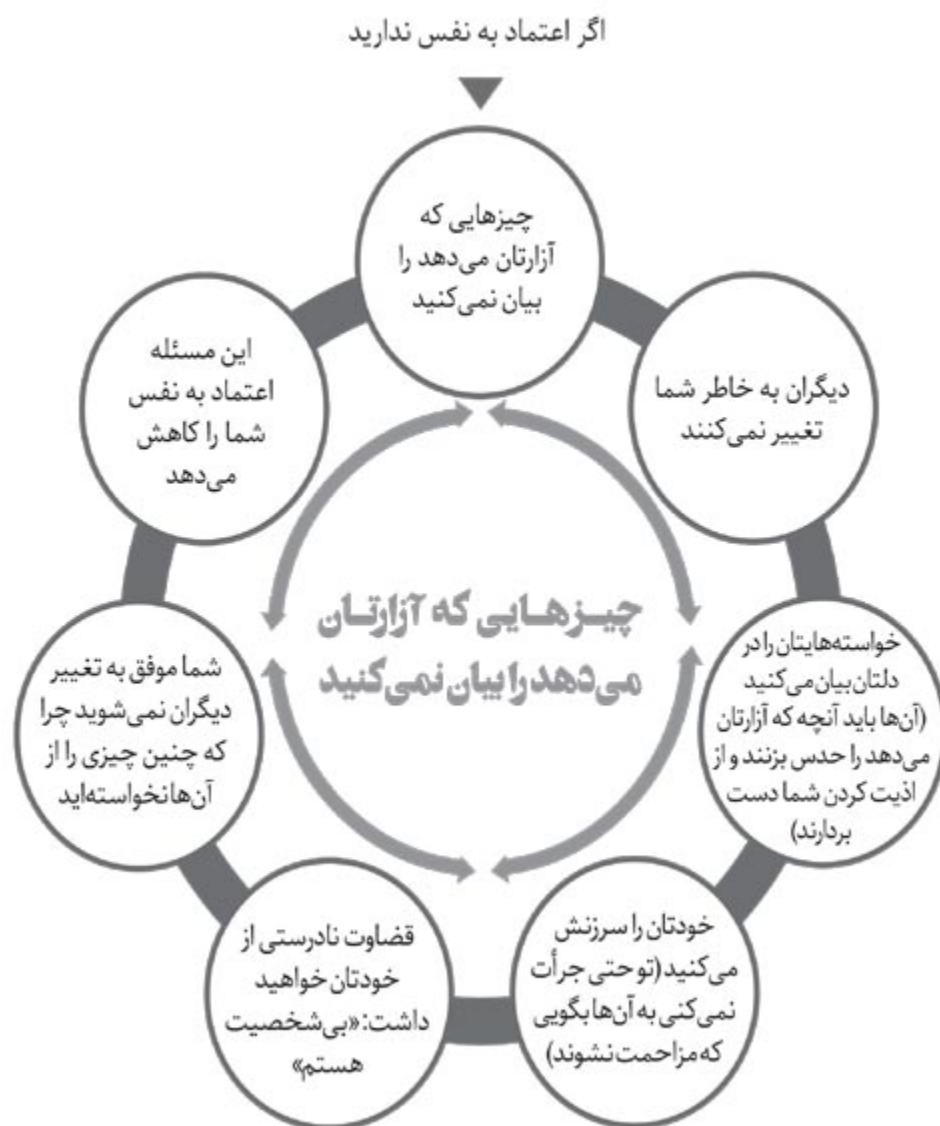 اگر اعتماد به نفس ندارید
چیزهایی که
آزارتان می‌دهد را
بیان نمی‌کنید
دیگران به خاطر شما
تغییر نمی‌کنند
خواسته‌هایتان را در
دلتان بیان می‌کنید
(آن‌ها باید آنچه که آزارتان
می‌دهد را حدس بزنند و از
اذیت کردن شما دست
بردارند)
خودتان را سرزنش
می‌کنید (تو حتی جرأت
نمی‌کنی به آن‌ها بگویی
که مزاحمت نشوند)
قضاوت نادرستی از
خودتان خواهید
داشت: «بی‌شخصیت
هستم»
شما موفق به تغییر
دیگران نمی‌شوید چرا
که چنین چیزی را از
آن‌ها نخواسته‌اید
این مسئله
اعتماد به نفس
شما را کاهش
می‌دهد
چیزهایی که آزارتان
می‌دهد را بیان نمی‌کنید